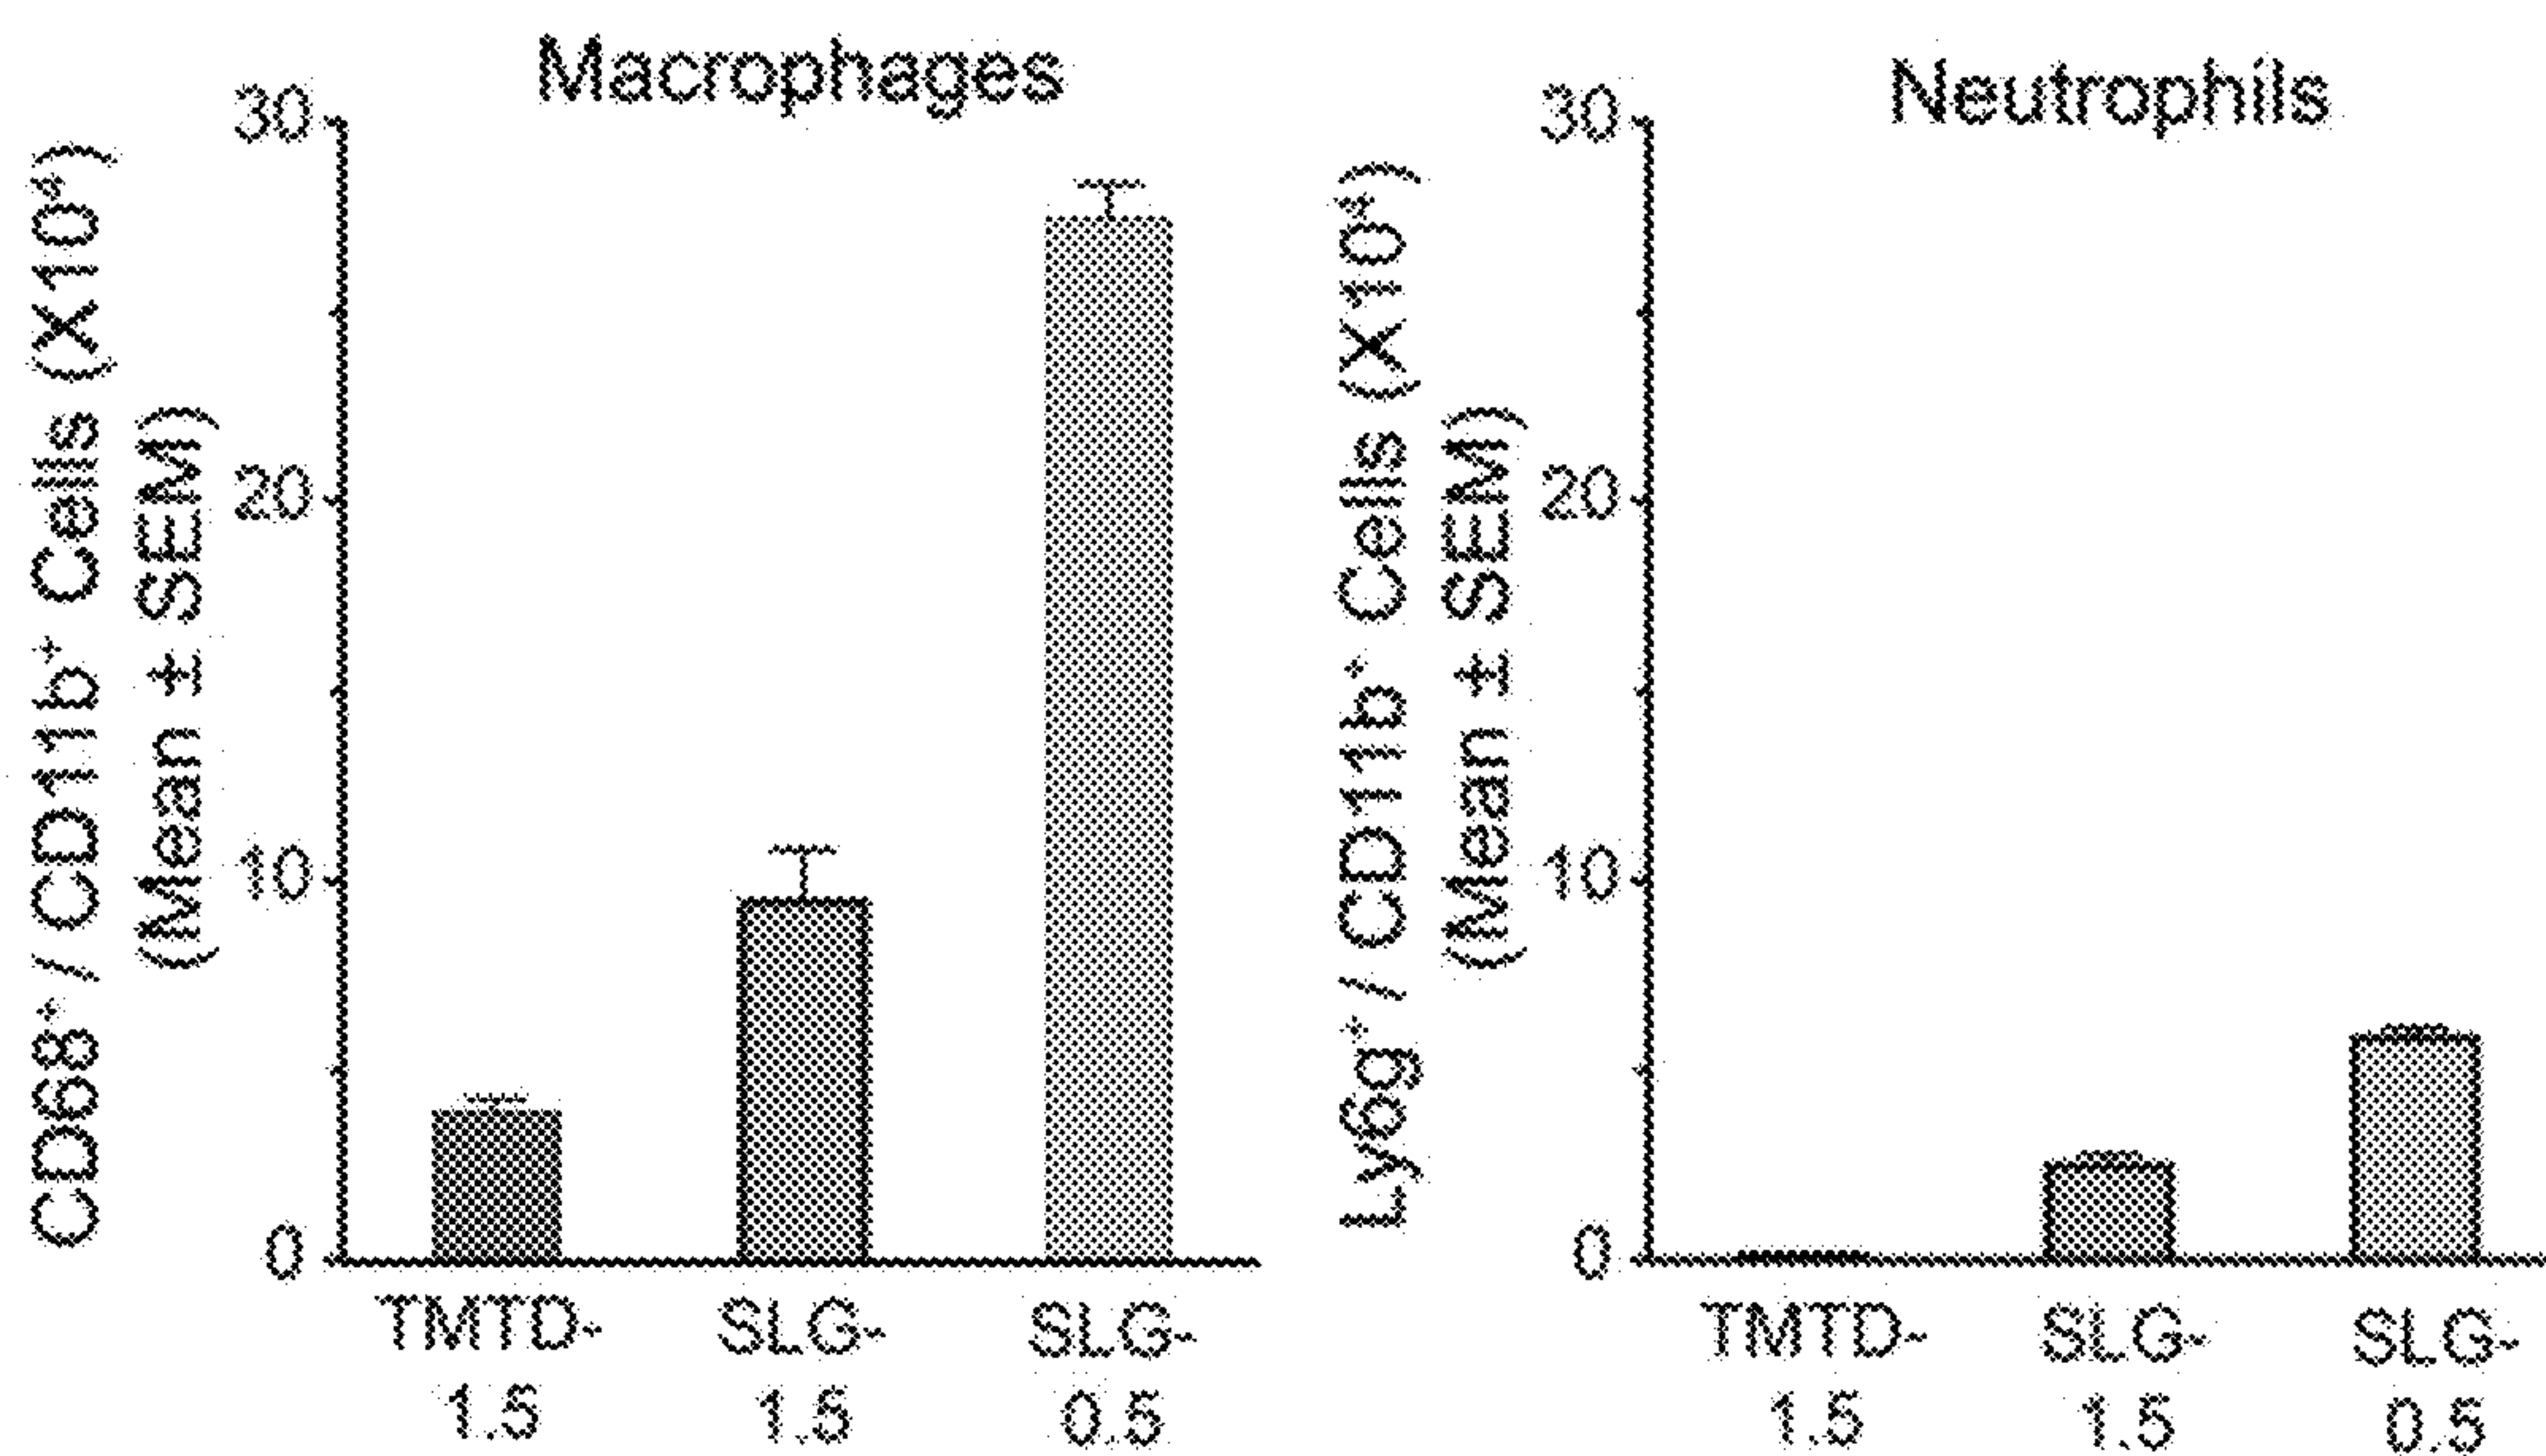 Macrophages
CD68⁺ / CD11b⁺ Cells (X10⁴)
(Mean ± SEM)
30
20
10
0
TMTD-
1.5
SLG-
1.5
SLG-
0.5
Neutrophils
Ly6g⁺ / CD11b⁺ Cells (X10⁴)
(Mean ± SEM)
30
20
10
0
TMTD-
1.5
SLG-
1.5
SLG-
0.5